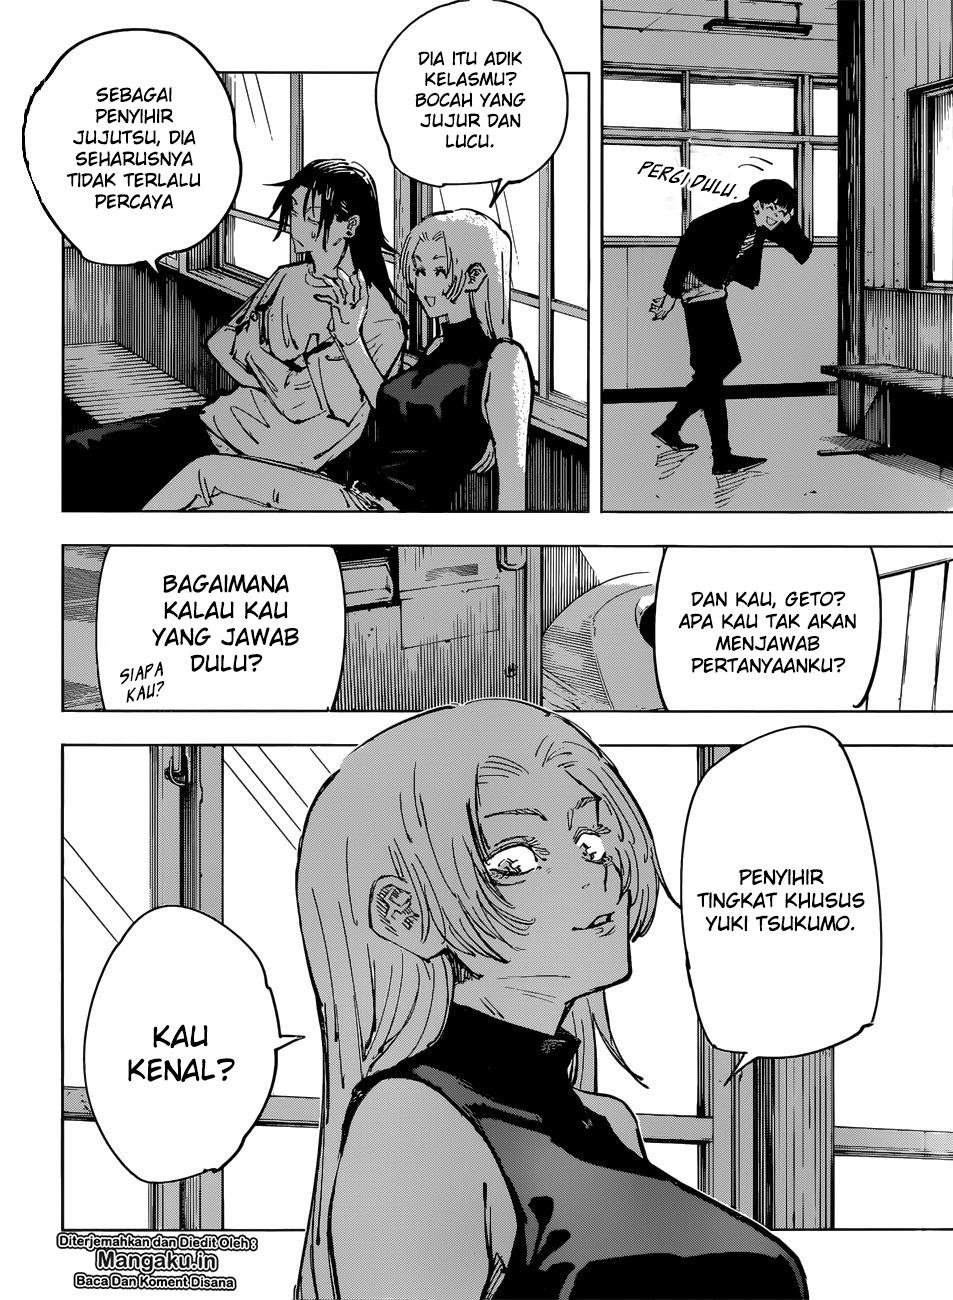 PERGI DULU.
DIA ITU ADIK
KELASMU?
BOCAH YANG
JUJUR DAN
LUCU.
SEBAGAI
PENYIHIR
JUJUTSU, DIA
SEHARUSNYA
TIDAK TERLALU
PERCAYA
DAN KAU, GETO?
APA KAU TAK AKAN
MENJAWAB
PERTANYAANKU?
BAGAIMANA
KALAU KAU
YANG JAWAB
DULU?
SIAPA
KAU?
PENYIHIR
TINGKAT KHUSUS
YUKI TSUKUMO.
KAU
KENAL?
Diterjemahkan dan Diedit Oleh :
Mangaku.in
Baca Dan Koment Disana